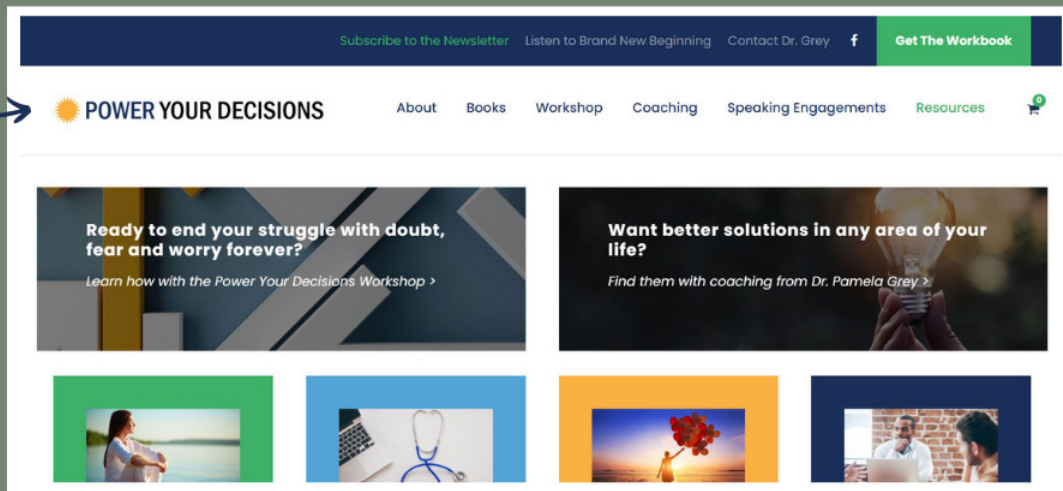 Subscribe to the Newsletter Listen to Brand New Beginning Contact Dr. Grey f Get The Workbook
POWER YOUR DECISIONS About Books Workshop Coaching Speaking Engagements Resources 0
Ready to end your struggle with doubt,
fear and worry forever?
Learn how with the Power Your Decisions Workshop >
Want better solutions in any area of your
life?
Find them with coaching from Dr. Pamela Grey >